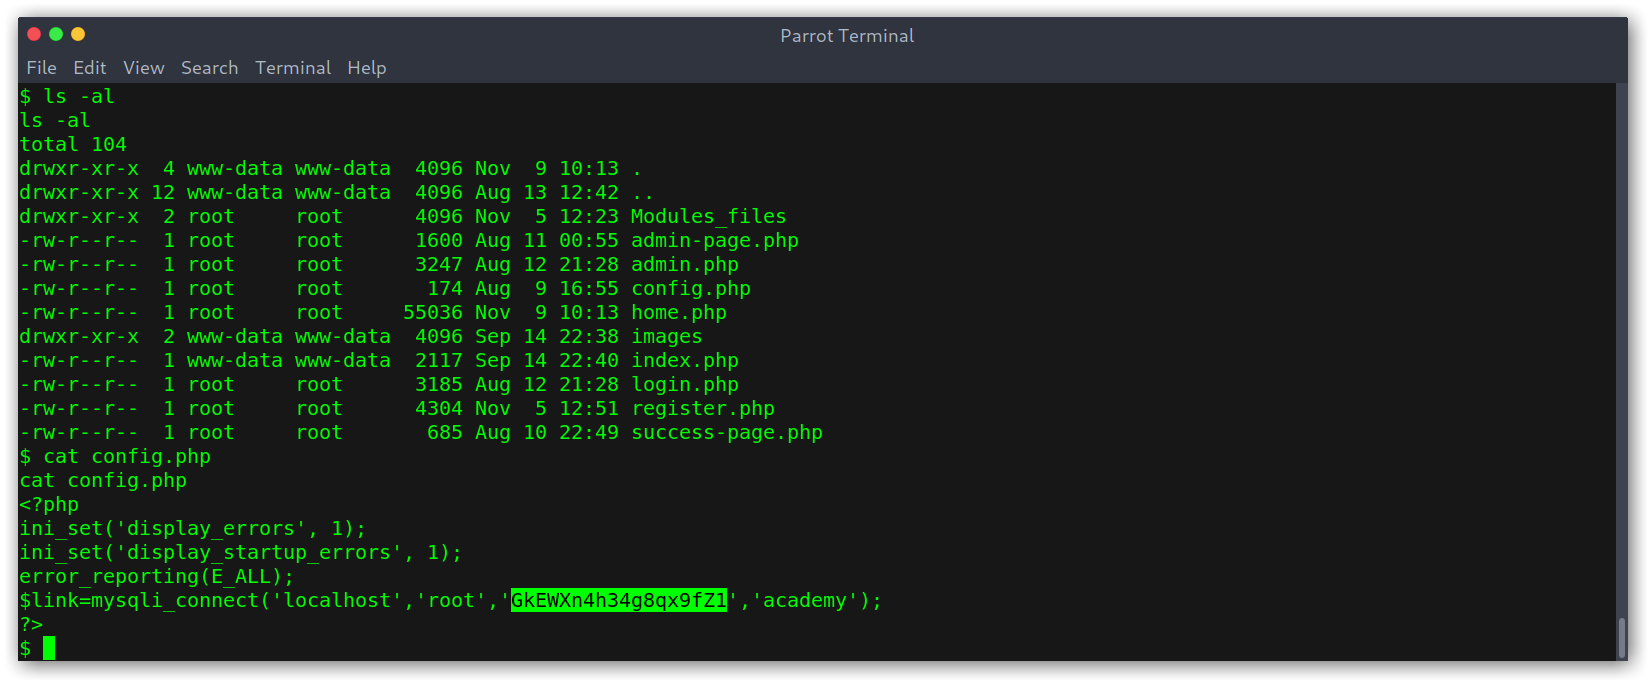 Parrot Terminal
File Edit View Search Terminal Help
$ ls -al
ls -al
total 104
drwxr-xr-x  4 www-data www-data  4096 Nov  9 10:13 .
drwxr-xr-x 12 www-data www-data  4096 Aug 13 12:42 ..
drwxr-xr-x  2 root     root      4096 Nov  5 12:23 Modules_files
-rw-r--r--  1 root     root      1600 Aug 11 00:55 admin-page.php
-rw-r--r--  1 root     root      3247 Aug 12 21:28 admin.php
-rw-r--r--  1 root     root       174 Aug  9 16:55 config.php
-rw-r--r--  1 root     root     55036 Nov  9 10:13 home.php
drwxr-xr-x  2 www-data www-data  4096 Sep 14 22:38 images
-rw-r--r--  1 www-data www-data  2117 Sep 14 22:40 index.php
-rw-r--r--  1 root     root      3185 Aug 12 21:28 login.php
-rw-r--r--  1 root     root      4304 Nov  5 12:51 register.php
-rw-r--r--  1 root     root       685 Aug 10 22:49 success-page.php
$ cat config.php
cat config.php
<?php
ini_set('display_errors', 1);
ini_set('display_startup_errors', 1);
error_reporting(E_ALL);
$link=mysqli_connect('localhost','root','GkEWXn4h34g8qx9fZ1','academy');
?>
$